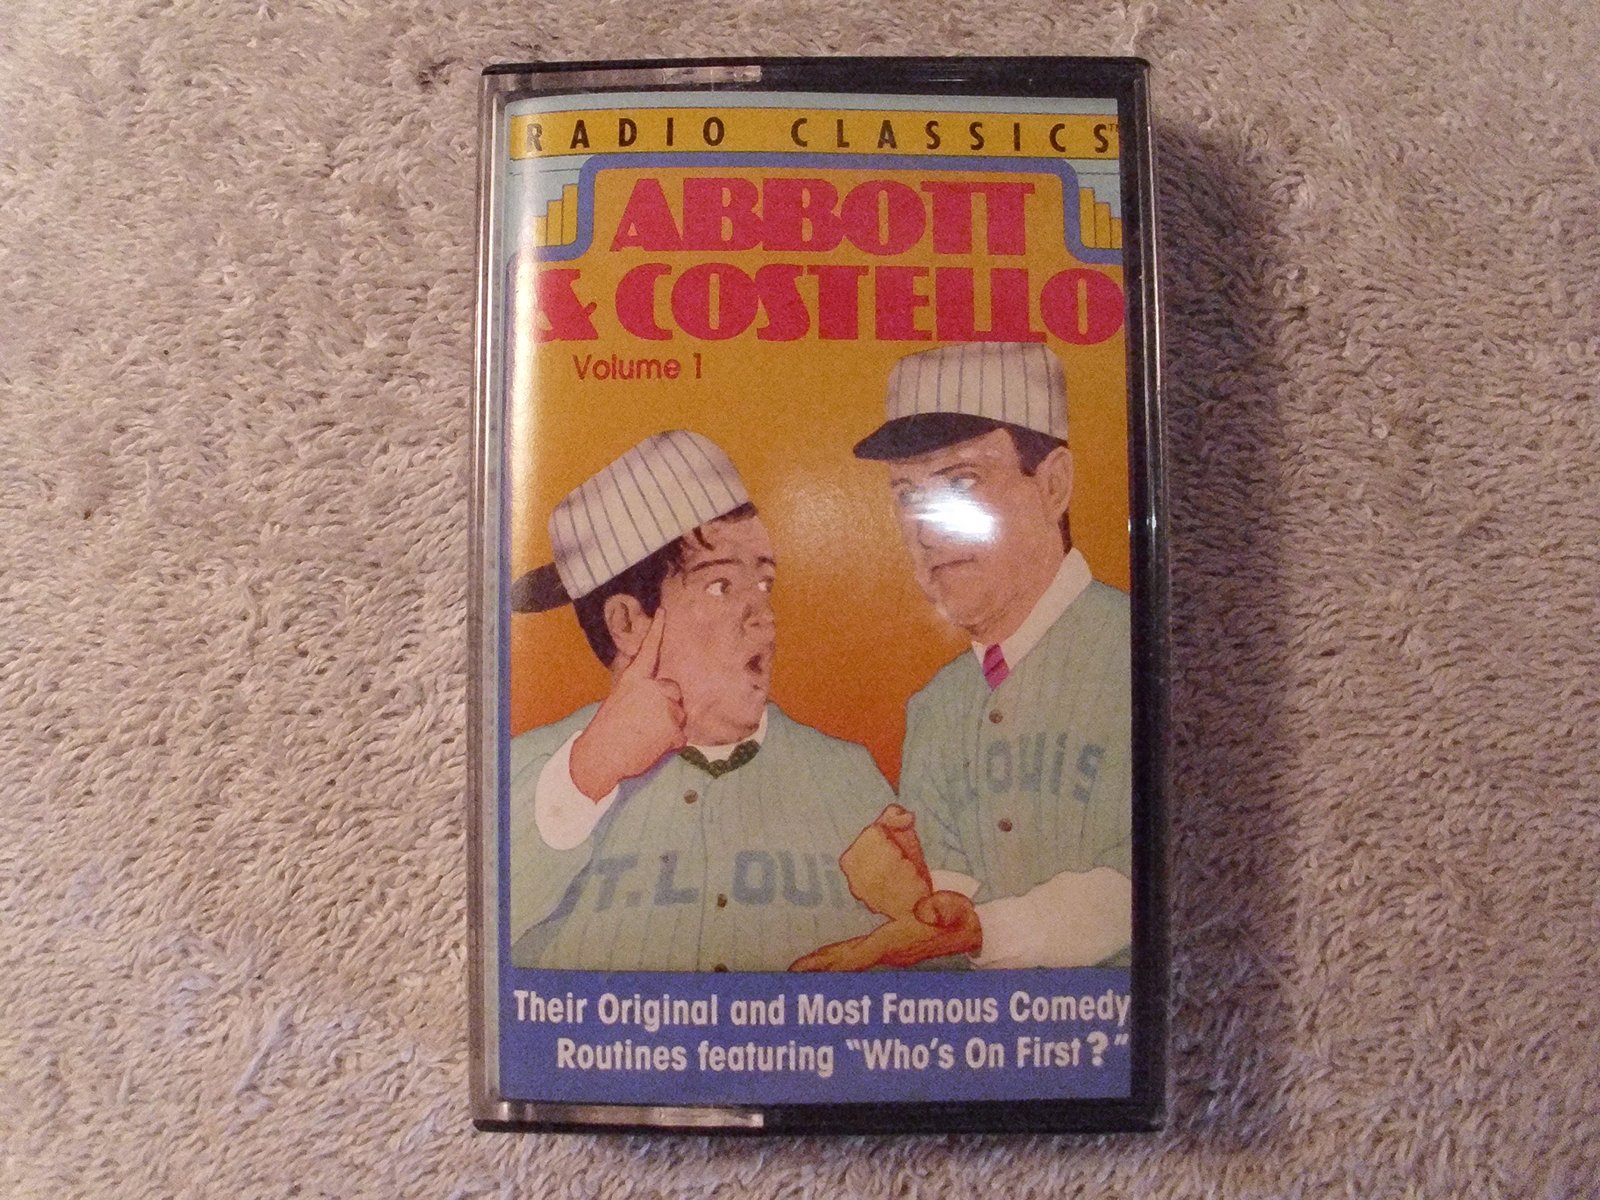 RADIO CLASSICS™
ABBOTT
& COSTELLO
Volume 1
LOUIS
ST. LOUI
Their Original and Most Famous Comedy
Routines featuring "Who's On First?"